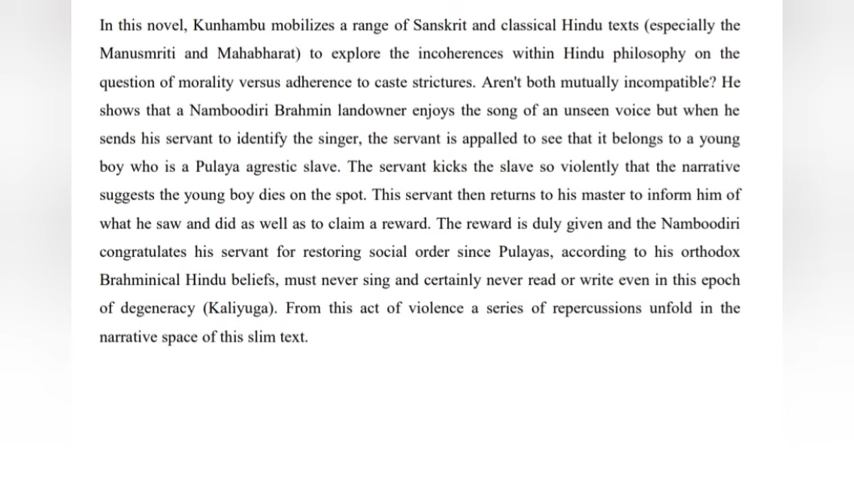 In this novel, Kunhambu mobilizes a range of Sanskrit and classical Hindu texts (especially the
Manusmriti and Mahabharat) to explore the incoherences within Hindu philosophy on the
question of morality versus adherence to caste strictures. Aren't both mutually incompatible? He
shows that a Namboodiri Brahmin landowner enjoys the song of an unseen voice but when he
sends his servant to identify the singer, the servant is appalled to see that it belongs to a young
boy who is a Pulaya agrestic slave. The servant kicks the slave so violently that the narrative
suggests the young boy dies on the spot. This servant then returns to his master to inform him of
what he saw and did as well as to claim a reward. The reward is duly given and the Namboodiri
congratulates his servant for restoring social order since Pulayas, according to his orthodox
Brahminical Hindu beliefs, must never sing and certainly never read or write even in this epoch
of degeneracy (Kaliyuga). From this act of violence a series of repercussions unfold in the
narrative space of this slim text.